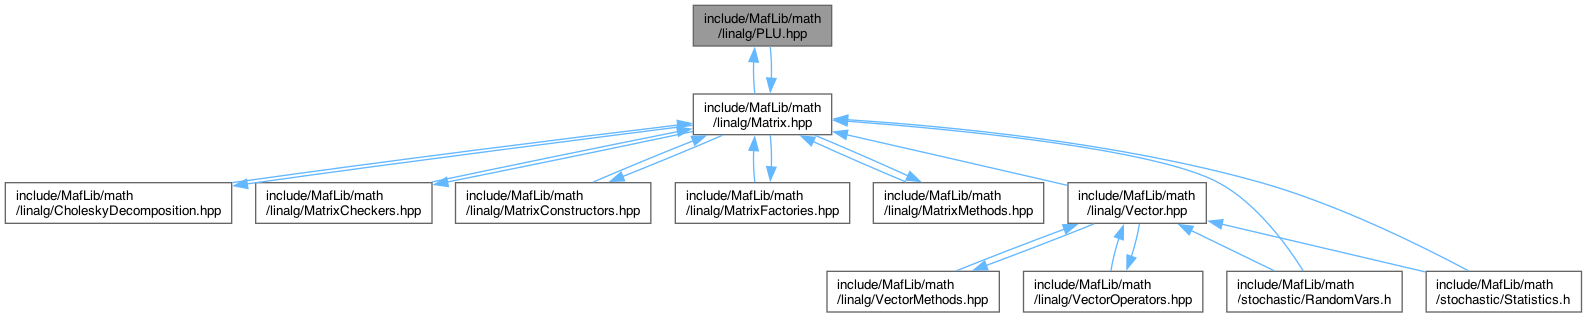 include/MafLib/math
/linalg/PLU.hpp
include/MafLib/math
/linalg/Matrix.hpp
include/MafLib/math
/linalg/CholeskyDecomposition.hpp
include/MafLib/math
/linalg/MatrixCheckers.hpp
include/MafLib/math
/linalg/MatrixConstructors.hpp
include/MafLib/math
/linalg/MatrixFactories.hpp
include/MafLib/math
/linalg/MatrixMethods.hpp
include/MafLib/math
/linalg/Vector.hpp
include/MafLib/math
/linalg/VectorMethods.hpp
include/MafLib/math
/linalg/VectorOperators.hpp
include/MafLib/math
/stochastic/RandomVars.h
include/MafLib/math
/stochastic/Statistics.h